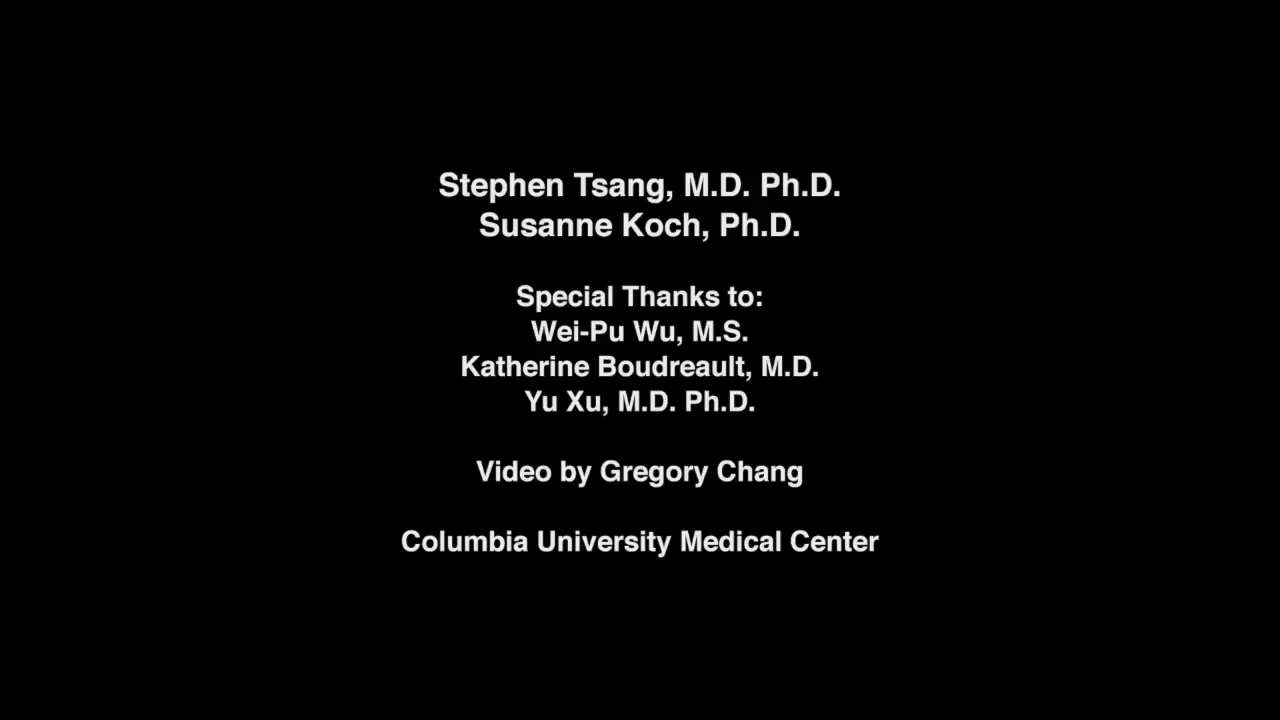 Stephen Tsang, M.D. Ph.D.
Susanne Koch, Ph.D.
Special Thanks to:
Wei-Pu Wu, M.S.
Katherine Boudreault, M.D.
Yu Xu, M.D. Ph.D.
Video by Gregory Chang
Columbia University Medical Center